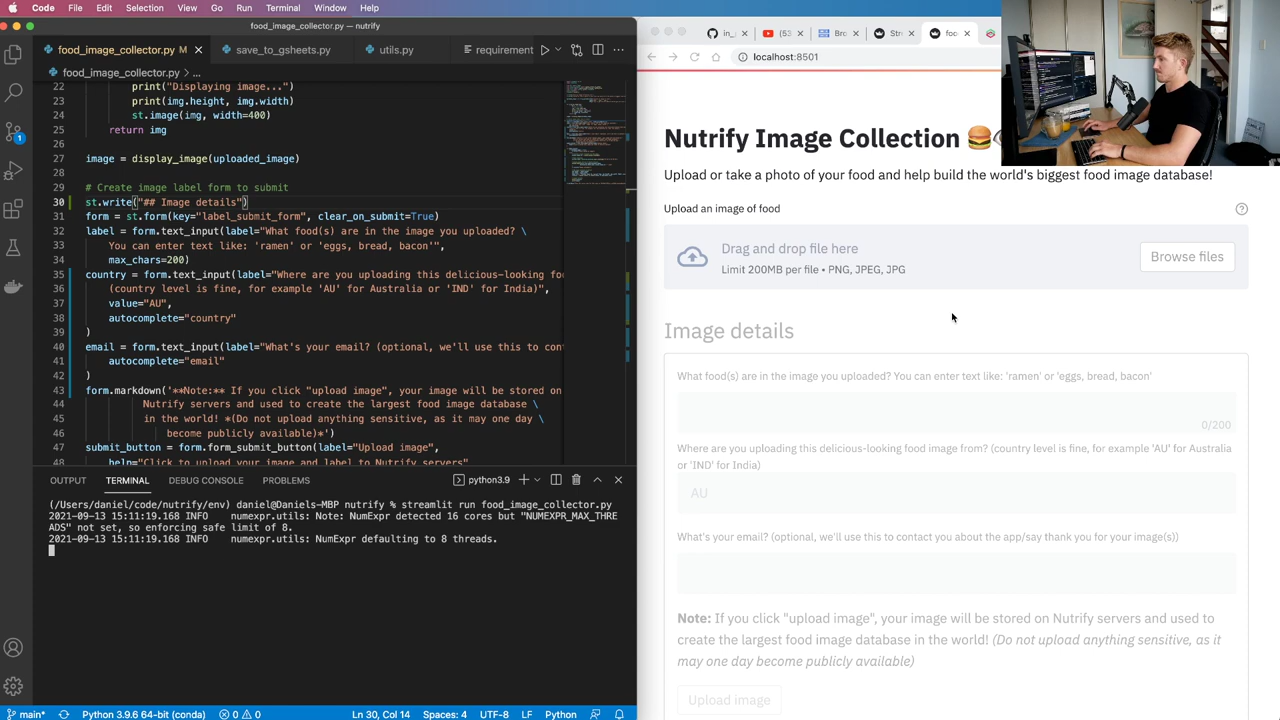 Code File Edit Selection View Go Run Terminal Window Help
food_image_collector.py — nutrify
food_image_collector.py M
save_to_gsheets.py
utils.py
requirement
food_image_collector.py > ...
22 print("Displaying image...")
23 print(img.height, img.width)
24 st.image(img, width=400)
25 return img
26
27 image = display_image(uploaded_image)
28
29 # Create image label form to submit
30 st.write("## Image details")
31 form = st.form(key="label_submit_form", clear_on_submit=True)
32 label = form.text_input(label="What food(s) are in the image you uploaded? \
33 You can enter text like: 'ramen' or 'eggs, bread, bacon'",
34 max_chars=200)
35 country = form.text_input(label="Where are you uploading this delicious-looking fo
36 (country level is fine, for example 'AU' for Australia or 'IND' for India)",
37 value="AU",
38 autocomplete="country"
39 )
40 email = form.text_input(label="What's your email? (optional, we'll use this to con
41 autocomplete="email"
42 )
43 form.markdown('**Note:** If you click "upload image", your image will be stored on
44 Nutrify servers and used to create the largest food image database \
45 in the world! *(Do not upload anything sensitive, as it may one day \
46 become publicly available)*')
47 submit_button = form.form_submit_button(label="Upload image",
48 help="Click to upload your image and label to Nutrify servers"
OUTPUT TERMINAL DEBUG CONSOLE PROBLEMS
python3.9
(/Users/daniel/code/nutrify/env) daniel@Daniels-MBP nutrify % streamlit run food_image_collector.py
2021-09-13 15:11:19.168 INFO numexpr.utils: Note: NumExpr detected 16 cores but "NUMEXPR_MAX_THRE
ADS" not set, so enforcing safe limit of 8.
2021-09-13 15:11:19.168 INFO numexpr.utils: NumExpr defaulting to 8 threads.
1
main*
Python 3.9.6 64-bit (conda)
0 0
Ln 30, Col 14
Spaces: 4
UTF-8
LF
Python
in_
(53
Bro
Str
foo
localhost:8501
Nutrify Image Collection 🍔
Upload or take a photo of your food and help build the world's biggest food image database!
Upload an image of food
Drag and drop file here
Limit 200MB per file • PNG, JPEG, JPG
Browse files
Image details
What food(s) are in the image you uploaded? You can enter text like: 'ramen' or 'eggs, bread, bacon'
0/200
Where are you uploading this delicious-looking food image from? (country level is fine, for example 'AU' for Australia
or 'IND' for India)
AU
What's your email? (optional, we'll use this to contact you about the app/say thank you for your image(s))
Note: If you click "upload image", your image will be stored on Nutrify servers and used to
create the largest food image database in the world! (Do not upload anything sensitive, as it
may one day become publicly available)
Upload image